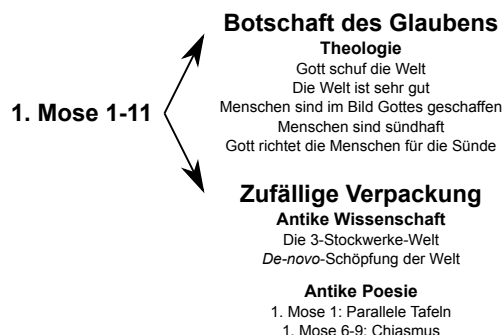 Botschaft des Glaubens
Theologie
Gott schuf die Welt
Die Welt ist sehr gut
Menschen sind im Bild Gottes geschaffen
Menschen sind sündhaft
Gott richtet die Menschen für die Sünde
1. Mose 1-11
Zufällige Verpackung
Antike Wissenschaft
Die 3-Stockwerke-Welt
De-novo-Schöpfung der Welt
Antike Poesie
1. Mose 1: Parallele Tafeln
1. Mose 6-9: Chiasmus